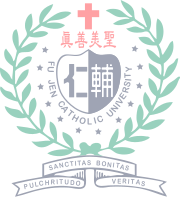 眞善美聖
FU JEN CATHOLIC UNIVERSITY
仁輔
SANCTITAS BONITAS
PULCHRITUDO VERITAS